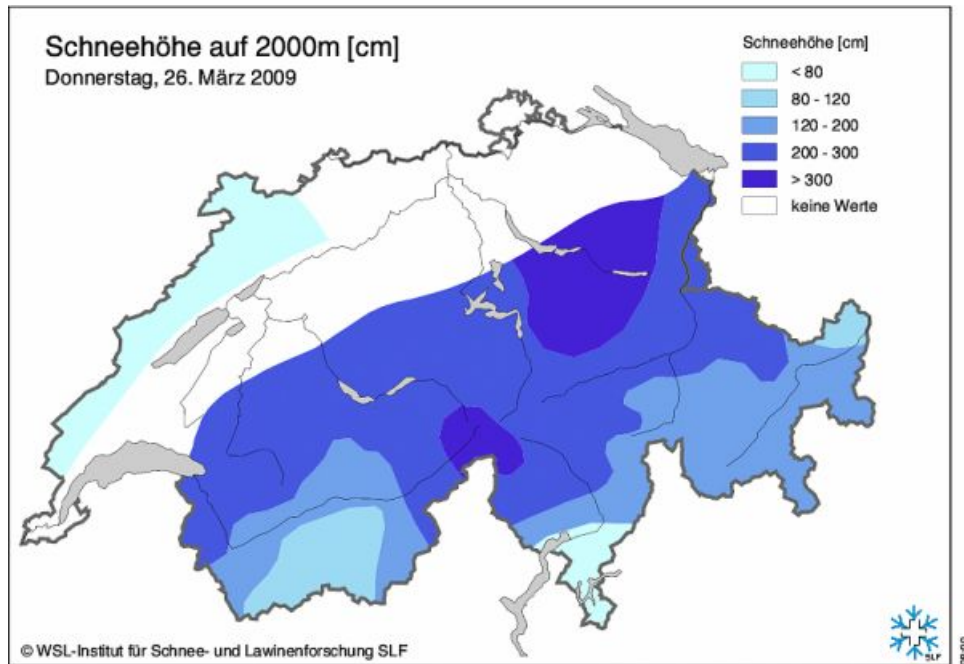 Schneehöhe auf 2000m [cm]
Donnerstag, 26. März 2009
Schneehöhe [cm]
< 80
80 - 120
120 - 200
200 - 300
> 300
keine Werte
© WSL-Institut für Schnee- und Lawinenforschung SLF
SLF